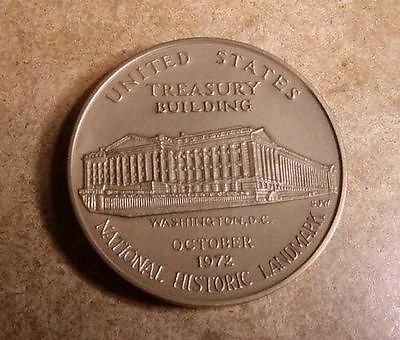 UNITED STATES
TREASURY
BUILDING
WASHINGTON, D.C.
OCTOBER
1972
NATIONAL HISTORIC LANDMARK